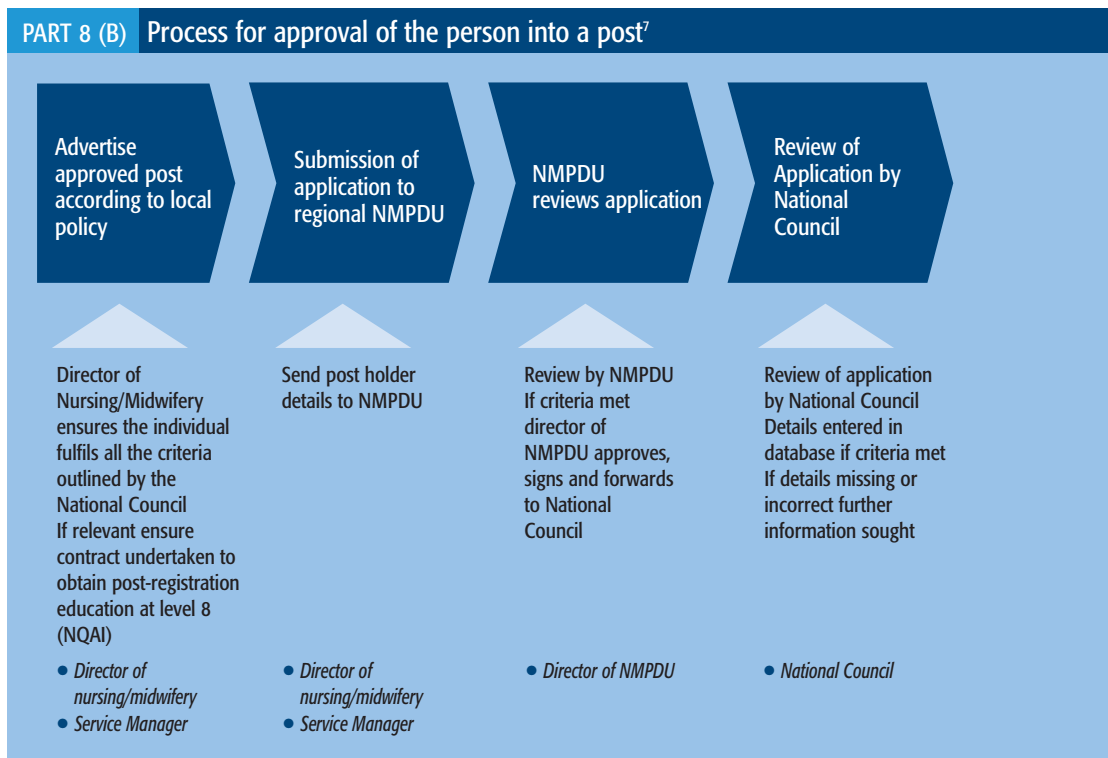 PART 8 (B) Process for approval of the person into a post7
Advertise
approved post
according to local
policy
Submission of
application to
regional NMPDU
NMPDU
reviews application
Review of
Application by
National
Council
Director of
Nursing/Midwifery
ensures the individual
fulfils all the criteria
outlined by the
National Council
If relevant ensure
contract undertaken to
obtain post-registration
education at level 8
(NQAI)
• Director of
nursing/midwifery
• Service Manager
Send post holder
details to NMPDU
• Director of
nursing/midwifery
• Service Manager
Review by NMPDU
If criteria met
director of
NMPDU approves,
signs and forwards
to National
Council
• Director of NMPDU
Review of application
by National Council
Details entered in
database if criteria met
If details missing or
incorrect further
information sought
• National Council